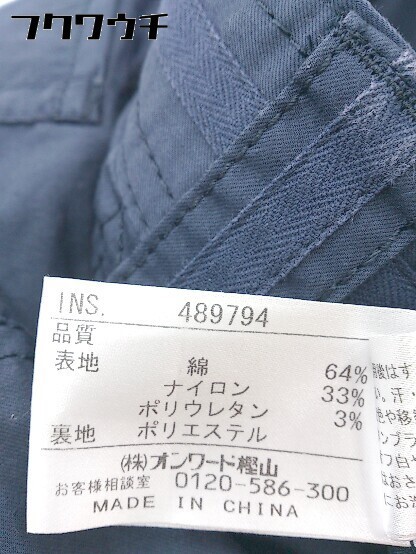 フクワウチ
INS. 489794
品質
表地 綿 64%
ナイロン 33%
ポリウレタン 3%
裏地 ポリエステル
㈱オンワード樫山
お客様相談室 0120-586-300
MADE IN CHINA